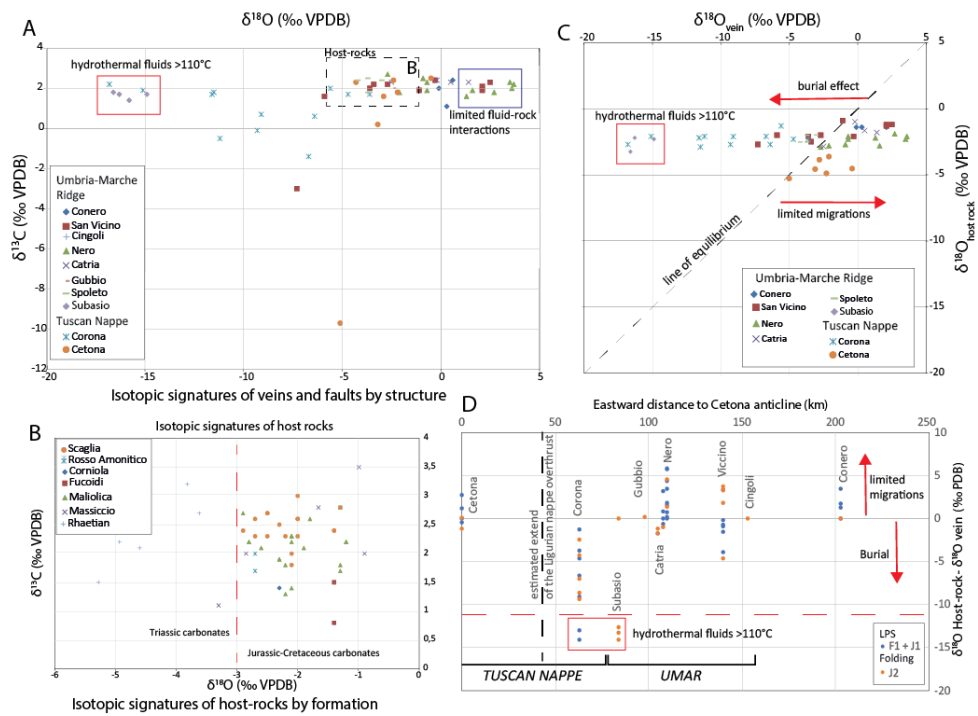 δ18O (‰ VPDB)
A
4
2
0
-2
-4
-6
-8
-10
-12
δ13C (‰ VPDB)
hydrothermal fluids >110°C
Host-rocks
B
limited fluid-rock
interactions
Umbria-Marche
Ridge
Conero
San Vicino
Cingoli
Nero
Catria
Gubbio
Spoleto
Subasio
Tuscan Nappe
Corona
Cetona
-20
-15
-10
-5
0
5
Isotopic signatures of veins and faults by structure
C
δ18Ovein (‰ VPDB)
-20
-15
-10
-5
0
5
5
0
-5
-10
-15
-20
δ18Ohost rock (‰ VPDB)
burial effect
hydrothermal fluids >110°C
limited migrations
line of equilibrium
Umbria-Marche Ridge
Conero
San Vicino
Nero
Catria
Spoleto
Subasio
Tuscan Nappe
Corona
Cetona
B
Isotopic signatures of host rocks
Scaglia
Rosso Amonitico
Corniola
Fucoidi
Maliolica
Massiccio
Rhaetian
δ13C (‰ VPDB)
4
3,5
3
2,5
2
1,5
1
0,5
0
Triassic carbonates
Jurassic-Cretaceous carbonates
-6
-5
-4
-3
-2
-1
0
δ18O (‰ VPDB)
Isotopic signatures of host-rocks by formation
D
Eastward distance to Cetona anticline (km)
0
50
100
150
200
250
10
5
0
-5
-10
-15
-20
δ18O Host-rock- δ18O vein (‰ PDB)
Cetona
estimated extend
of the Ligurian nappe overthrust
Corona
Subasio
Gubbio
Catria
Nero
Viccino
Cingoli
Conero
limited
migrations
Burial
hydrothermal fluids >110°C
LPS
F1 + J1
Folding
J2
TUSCAN NAPPE
UMAR